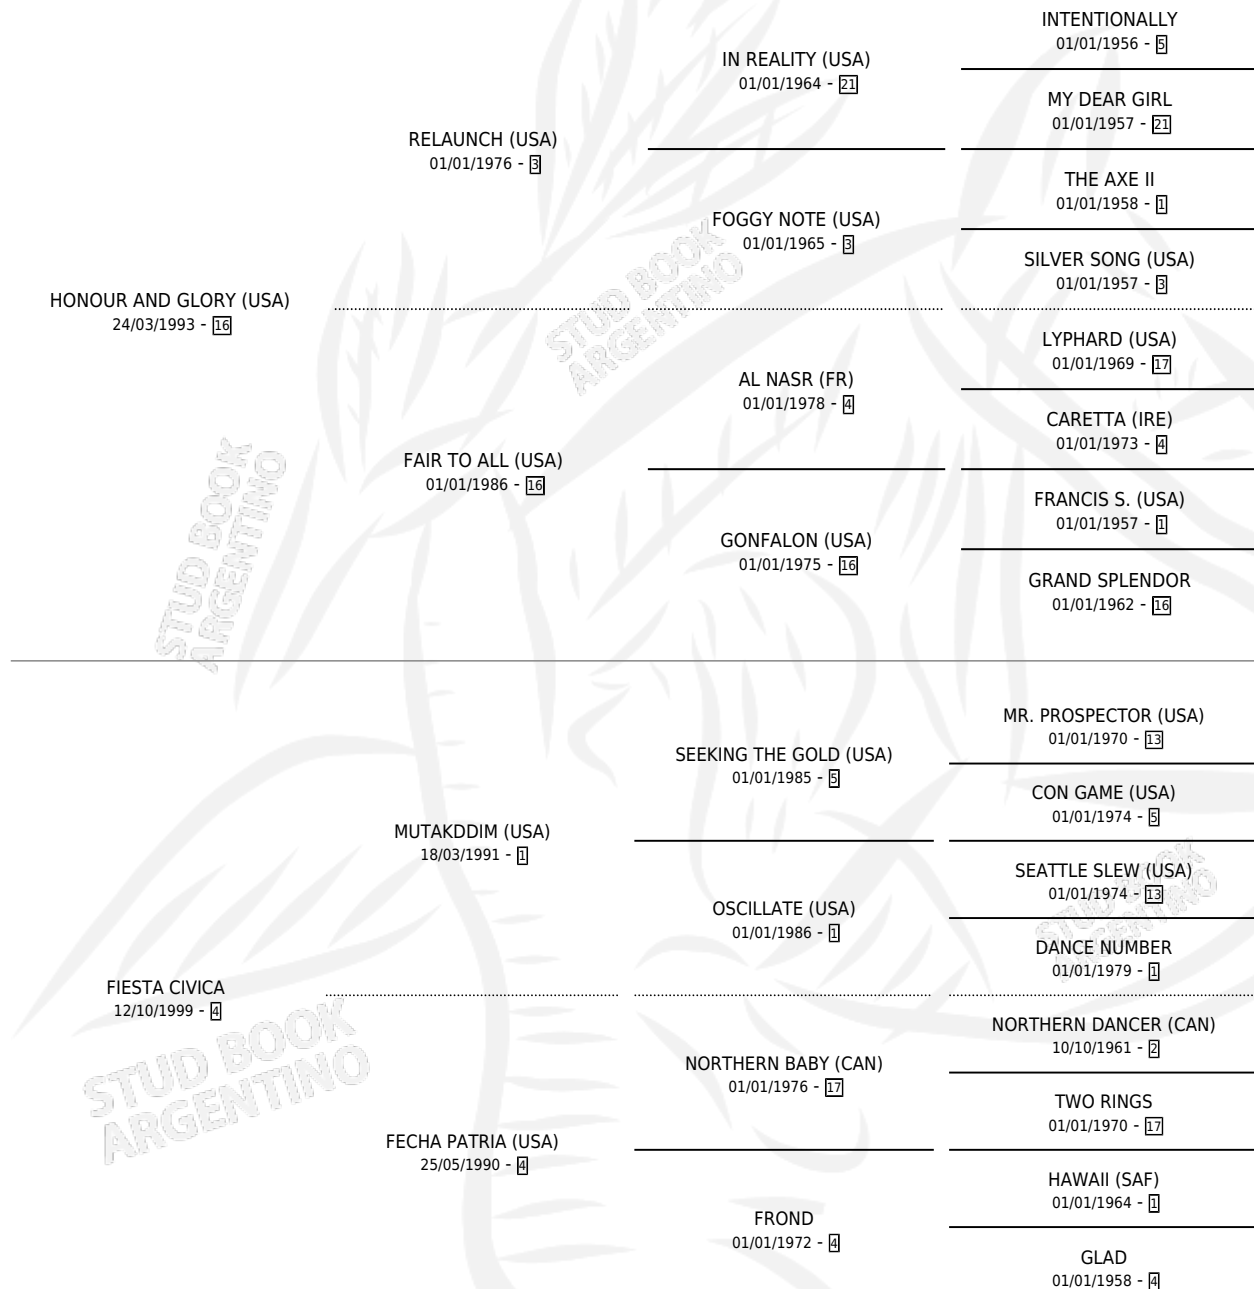 INTENTIONALLY
01/01/1956 - 5
IN REALITY (USA)
01/01/1964 - 21
MY DEAR GIRL
01/01/1957 - 21
RELAUNCH (USA)
01/01/1976 - 3
THE AXE II
01/01/1958 - 1
FOGGY NOTE (USA)
01/01/1965 - 3
SILVER SONG (USA)
01/01/1957 - 3
HONOUR AND GLORY (USA)
24/03/1993 - 16
LYPHARD (USA)
01/01/1969 - 17
AL NASR (FR)
01/01/1978 - 4
CARETTA (IRE)
01/01/1973 - 4
FAIR TO ALL (USA)
01/01/1986 - 16
FRANCIS S. (USA)
01/01/1957 - 1
GONFALON (USA)
01/01/1975 - 16
GRAND SPLENDOR
01/01/1962 - 16
MR. PROSPECTOR (USA)
01/01/1970 - 13
SEEKING THE GOLD (USA)
01/01/1985 - 5
CON GAME (USA)
01/01/1974 - 5
MUTAKDDIM (USA)
18/03/1991 - 1
SEATTLE SLEW (USA)
01/01/1974 - 13
OSCILLATE (USA)
01/01/1986 - 1
DANCE NUMBER
01/01/1979 - 1
FIESTA CIVICA
12/10/1999 - 4
NORTHERN DANCER (CAN)
10/10/1961 - 2
NORTHERN BABY (CAN)
01/01/1976 - 17
TWO RINGS
01/01/1970 - 17
FECHA PATRIA (USA)
25/05/1990 - 4
HAWAII (SAF)
01/01/1964 - 1
FROND
01/01/1972 - 4
GLAD
01/01/1958 - 4
STUD BOOK
ARGENTINO
STUD BOOK
ARGENTINO
STUD BOOK
ARGENTINO
STUD BOOK
ARGENTINO